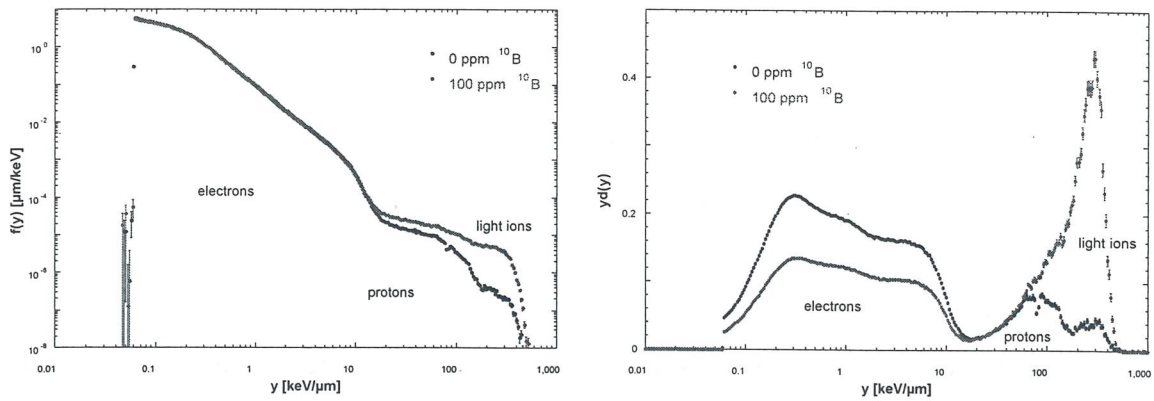 10⁰
10⁻²
10⁻⁴
10⁻⁶
10⁻⁸
f(y) [µm/keV]
0 ppm ¹⁰B
100 ppm ¹⁰B
electrons
light ions
protons
0.01 0.1 1 10 100 1,000
y [keV/µm]
0.4
0.2
0
yd(y)
0 ppm ¹⁰B
100 ppm ¹⁰B
light ions
electrons
protons
0.01 0.1 1 10 100 1,000
y [keV/µm]